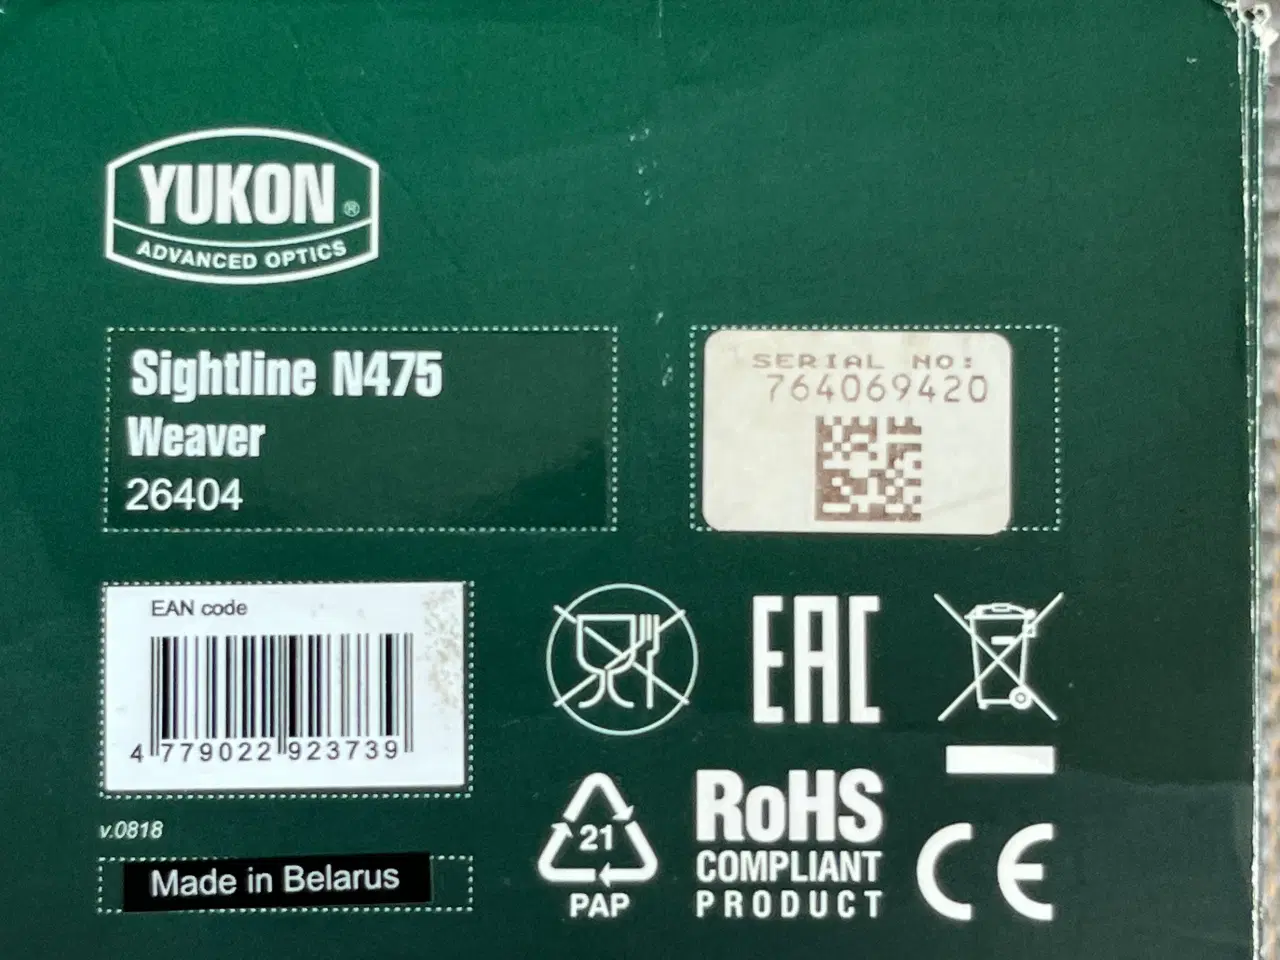 YUKON ®
ADVANCED OPTICS
Sightline N475
Weaver
26404
SERIAL NO:
764069420
EAN code
4 779022 923739
v.0818
Made in Belarus
EAC
21
PAP
RoHS
COMPLIANT
PRODUCT
CE